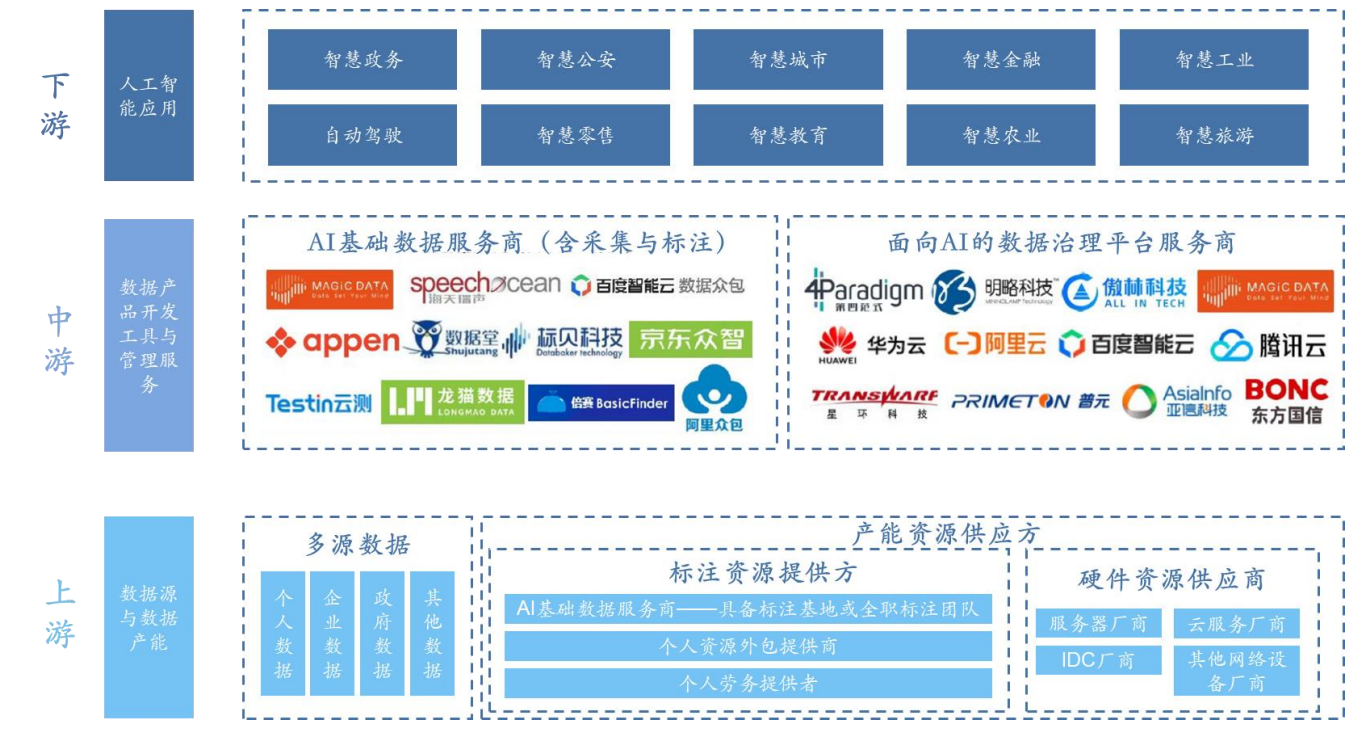 下游
人工智能应用
智慧政务
智慧公安
智慧城市
智慧金融
智慧工业
自动驾驶
智慧零售
智慧教育
智慧农业
智慧旅游
中游
数据产品开发工具与管理服务
AI基础数据服务商（含采集与标注）
MAGIC DATA
Data Set Your Mind
speechocean
海天瑞声
百度智能云 数据众包
appen
数据堂
Shujutang
标贝科技
Databaker technology
京东众智
Testin云测
龙猫数据
LONGMAO DATA
倍赛 BasicFinder
阿里众包
面向AI的数据治理平台服务商
4Paradigm
第四范式
明略科技
MININGLAMP Technology
傲林科技
ALL IN TECH
MAGIC DATA
Data Set Your Mind
HUAWEI
华为云
阿里云
百度智能云
腾讯云
TRANSWARP
星环科技
PRIMETON 普元
AsiaInfo
亚信科技
BONC
东方国信
上游
数据源与数据产能
多源数据
个人数据
企业数据
政府数据
其他数据
产能资源供应方
标注资源提供方
AI基础数据服务商——具备标注基地或全职标注团队
个人资源外包提供商
个人劳务提供者
硬件资源供应商
服务器厂商
云服务厂商
IDC厂商
其他网络设备厂商